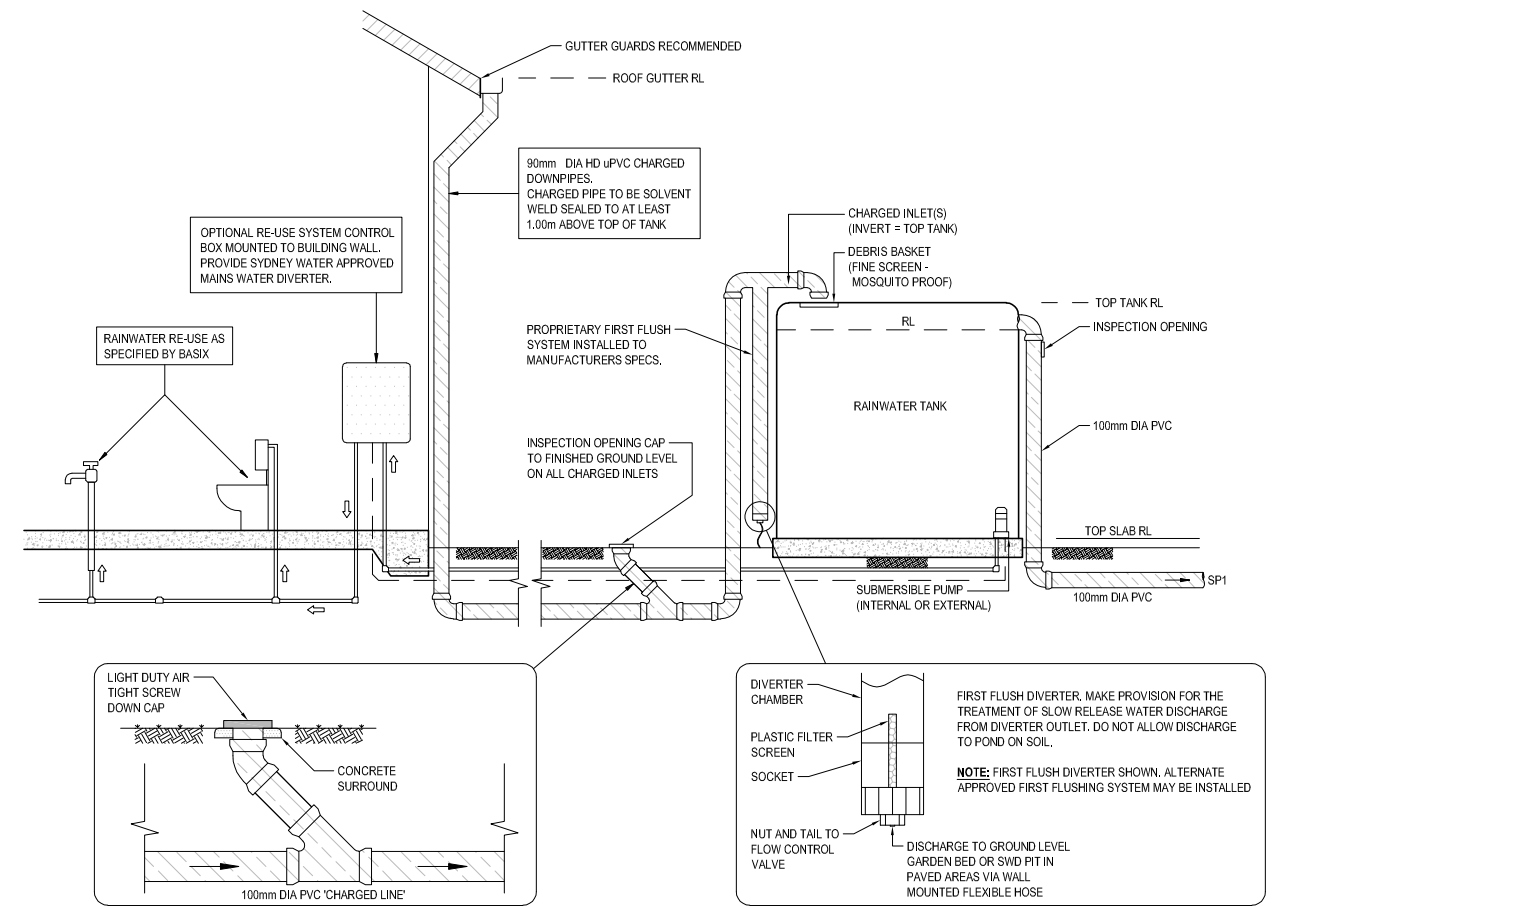 GUTTER GUARDS RECOMMENDED
ROOF GUTTER RL
90mm DIA HD uPVC CHARGED
DOWNPIPES.
CHARGED PIPE TO BE SOLVENT
WELD SEALED TO AT LEAST
1.00m ABOVE TOP OF TANK
OPTIONAL RE-USE SYSTEM CONTROL
BOX MOUNTED TO BUILDING WALL.
PROVIDE SYDNEY WATER APPROVED
MAINS WATER DIVERTER.
RAINWATER RE-USE AS
SPECIFIED BY BASIX
CHARGED INLET(S)
(INVERT = TOP TANK)
DEBRIS BASKET
(FINE SCREEN -
MOSQUITO PROOF)
TOP TANK RL
INSPECTION OPENING
RL
PROPRIETARY FIRST FLUSH
SYSTEM INSTALLED TO
MANUFACTURERS SPECS.
RAINWATER TANK
100mm DIA PVC
INSPECTION OPENING CAP
TO FINISHED GROUND LEVEL
ON ALL CHARGED INLETS
TOP SLAB RL
SP1
100mm DIA PVC
SUBMERSIBLE PUMP
(INTERNAL OR EXTERNAL)
LIGHT DUTY AIR
TIGHT SCREW
DOWN CAP
CONCRETE
SURROUND
100mm DIA PVC 'CHARGED LINE'
DIVERTER
CHAMBER
PLASTIC FILTER
SCREEN
SOCKET
NUT AND TAIL TO
FLOW CONTROL
VALVE
FIRST FLUSH DIVERTER. MAKE PROVISION FOR THE
TREATMENT OF SLOW RELEASE WATER DISCHARGE
FROM DIVERTER OUTLET. DO NOT ALLOW DISCHARGE
TO POND ON SOIL.
NOTE: FIRST FLUSH DIVERTER SHOWN. ALTERNATE
APPROVED FIRST FLUSHING SYSTEM MAY BE INSTALLED
DISCHARGE TO GROUND LEVEL
GARDEN BED OR SWD PIT IN
PAVED AREAS VIA WALL
MOUNTED FLEXIBLE HOSE